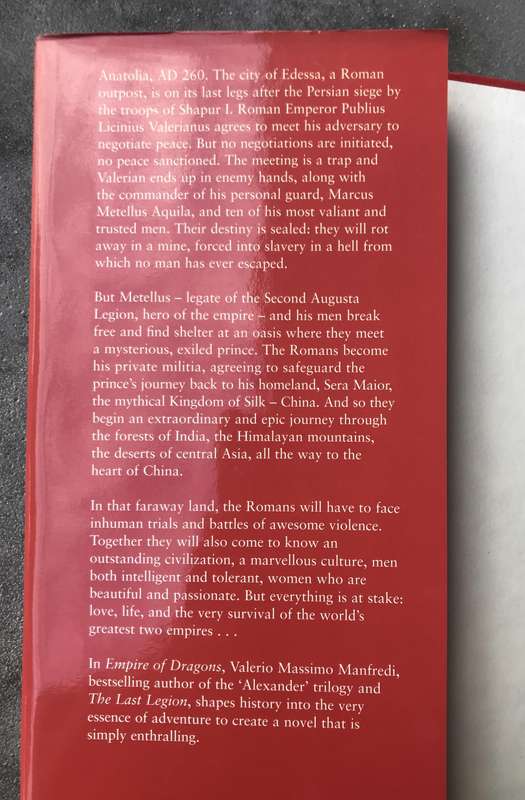 Anatolia, AD 260. The city of Edessa, a Roman
outpost, is on its last legs after the Persian siege by
the troops of Shapur I. Roman Emperor Publius
Licinius Valerianus agrees to meet his adversary to
negotiate peace. But no negotiations are initiated,
no peace sanctioned. The meeting is a trap and
Valerian ends up in enemy hands, along with
the commander of his personal guard, Marcus
Metellus Aquila, and ten of his most valiant and
trusted men. Their destiny is sealed: they will rot
away in a mine, forced into slavery in a hell from
which no man has ever escaped.
But Metellus – legate of the Second Augusta
Legion, hero of the empire – and his men break
free and find shelter at an oasis where they meet
a mysterious, exiled prince. The Romans become
his private militia, agreeing to safeguard the
prince's journey back to his homeland, Sera Maior,
the mythical Kingdom of Silk – China. And so they
begin an extraordinary and epic journey through
the forests of India, the Himalayan mountains,
the deserts of central Asia, all the way to the
heart of China.
In that faraway land, the Romans will have to face
inhuman trials and battles of awesome violence.
Together they will also come to know an
outstanding civilization, a marvellous culture, men
both intelligent and tolerant, women who are
beautiful and passionate. But everything is at stake:
love, life, and the very survival of the world's
greatest two empires . . .
In Empire of Dragons, Valerio Massimo Manfredi,
bestselling author of the 'Alexander' trilogy and
The Last Legion, shapes history into the very
essence of adventure to create a novel that is
simply enthralling.